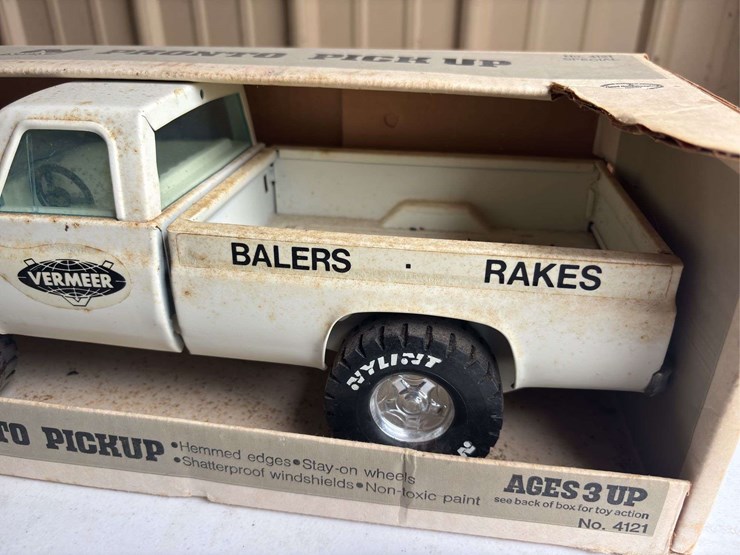 PRONTO PICK UP
VERMEER
BALERS · RAKES
NYLINT
TO PICKUP
•Hemmed edges•Stay-on wheels
•Shatterproof windshields•Non-toxic paint
AGES 3 UP
see back of box for toy action
No. 4121